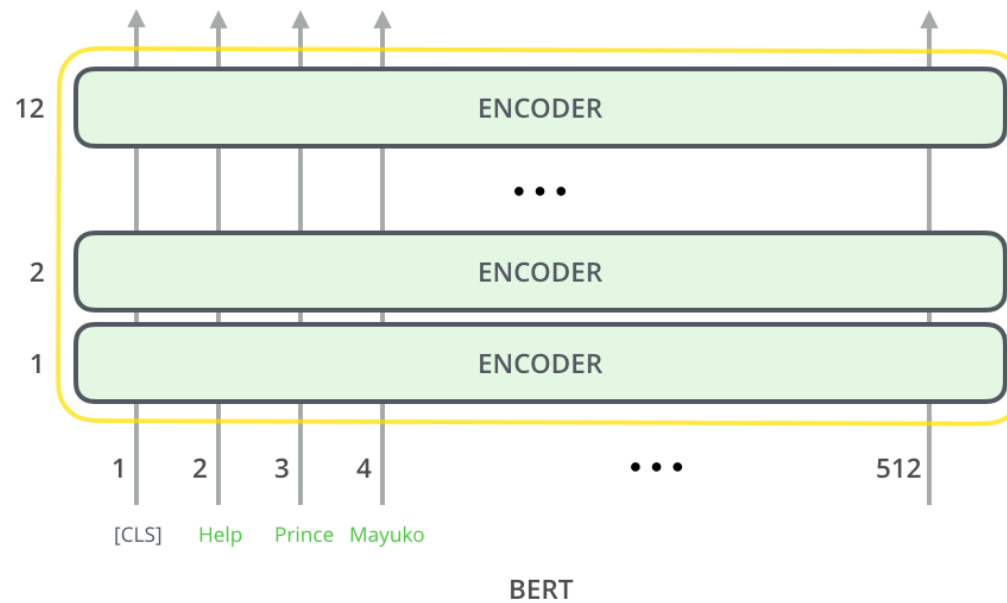 12 ENCODER
...
2 ENCODER
1 ENCODER
1 2 3 4 ... 512
[CLS] Help Prince Mayuko
BERT